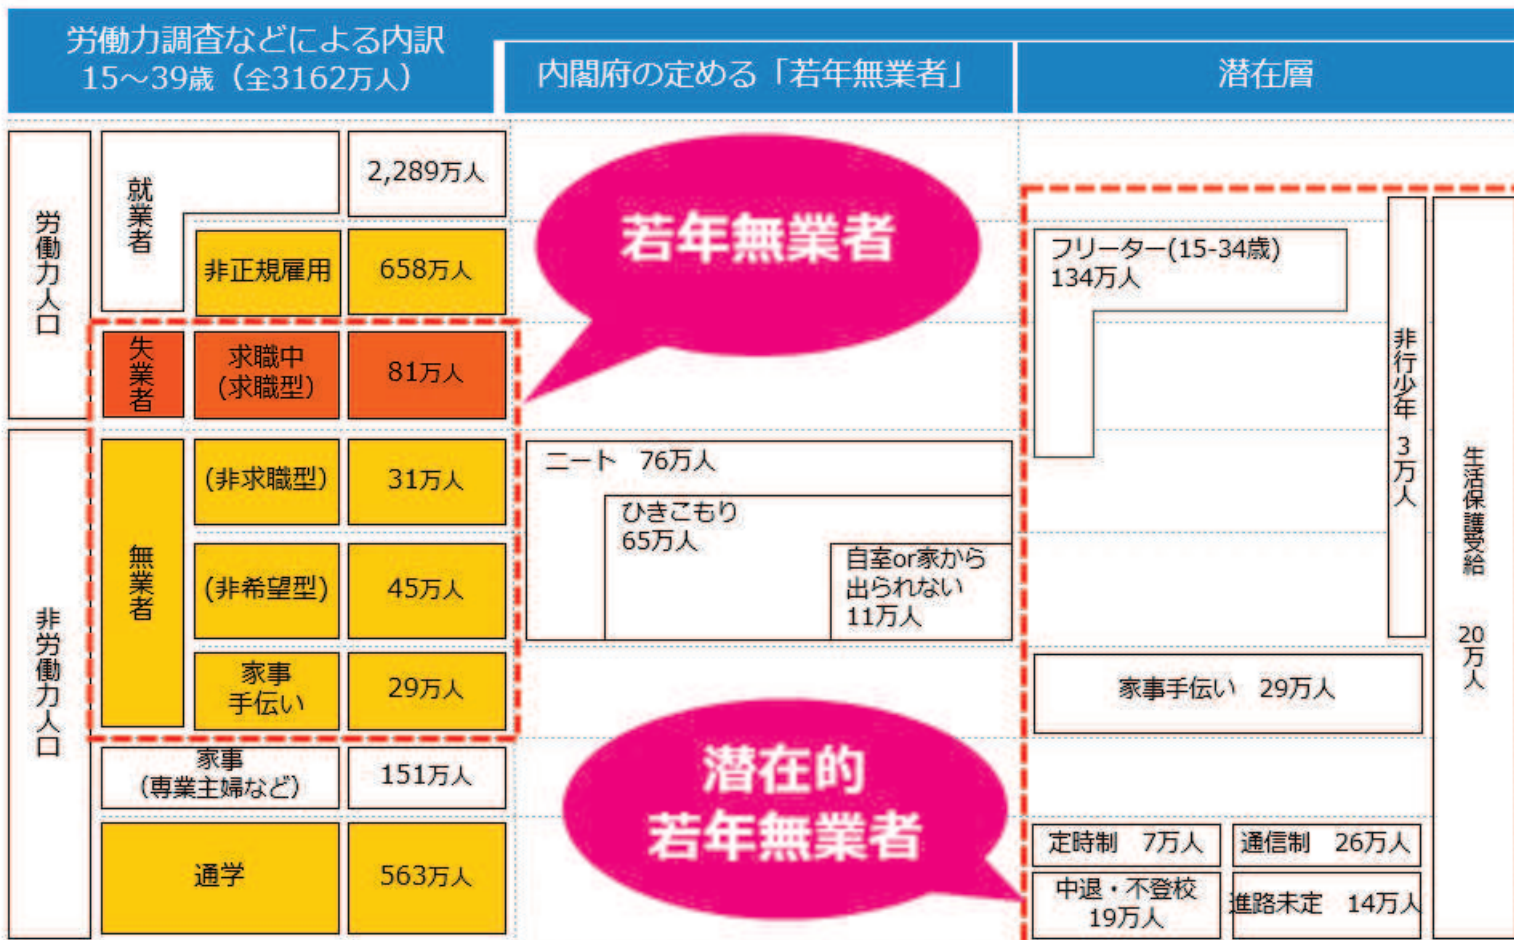 労働力調査などによる内訳
15～39歳（全3162万人）
内閣府の定める「若年無業者」
潜在層
労働力人口
就業者
2,289万人
非正規雇用
658万人
失業者
求職中
(求職型)
81万人
非労働力人口
無業者
(非求職型)
31万人
(非希望型)
45万人
家事
手伝い
29万人
家事
（専業主婦など）
151万人
通学
563万人
若年無業者
ニート　76万人
ひきこもり
65万人
自室or家から
出られない
11万人
潜在的
若年無業者
フリーター(15-34歳)
134万人
非行少年　3万人
生活保護受給　20万人
家事手伝い　29万人
定時制　7万人
通信制　26万人
中退・不登校
19万人
進路未定　14万人